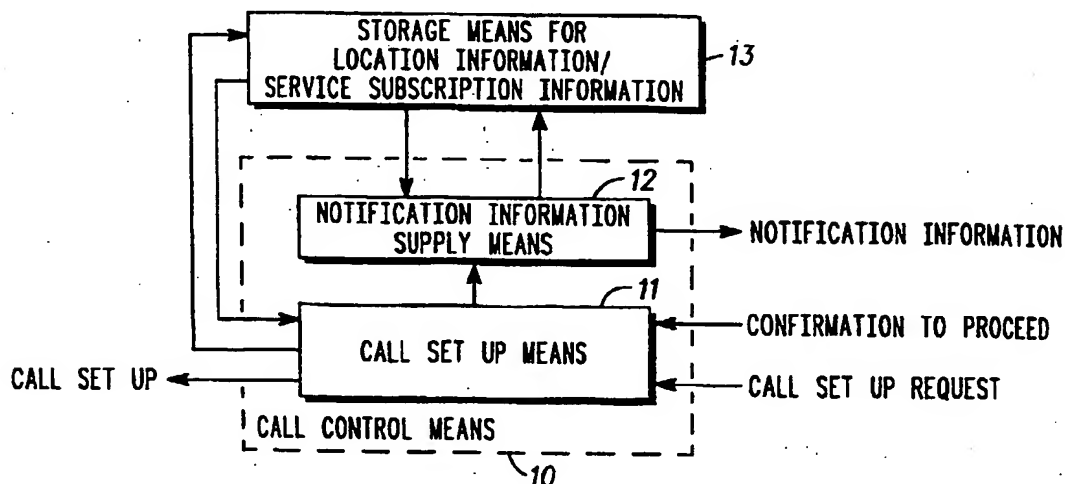 STORAGE MEANS FOR
LOCATION INFORMATION/
SERVICE SUBSCRIPTION INFORMATION
13
12
NOTIFICATION INFORMATION
SUPPLY MEANS
NOTIFICATION INFORMATION
11
CALL SET UP MEANS
CONFIRMATION TO PROCEED
CALL SET UP
CALL SET UP REQUEST
CALL CONTROL MEANS
10